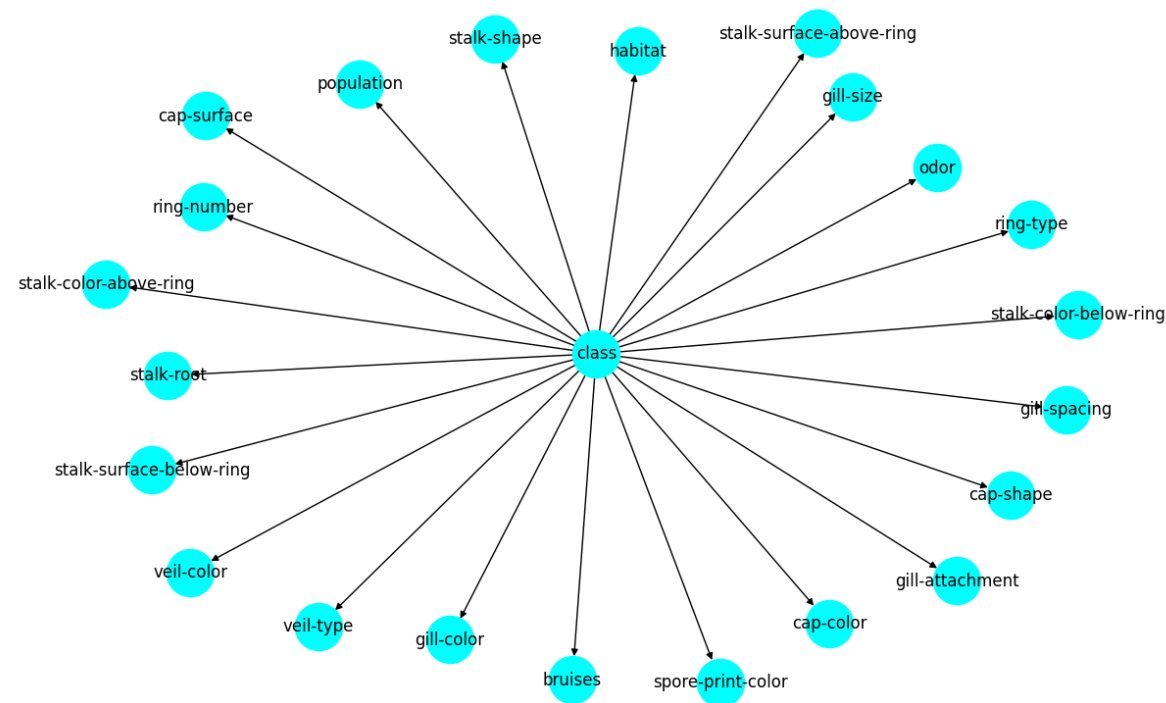 stalk-surface-above-ring
stalk-shape
habitat
population
gill-size
cap-surface
odor
ring-number
ring-type
stalk-color-above-ring
stalk-color-below-ring
class
stalk-root
gill-spacing
stalk-surface-below-ring
cap-shape
veil-color
gill-attachment
cap-color
veil-type
gill-color
bruises
spore-print-color